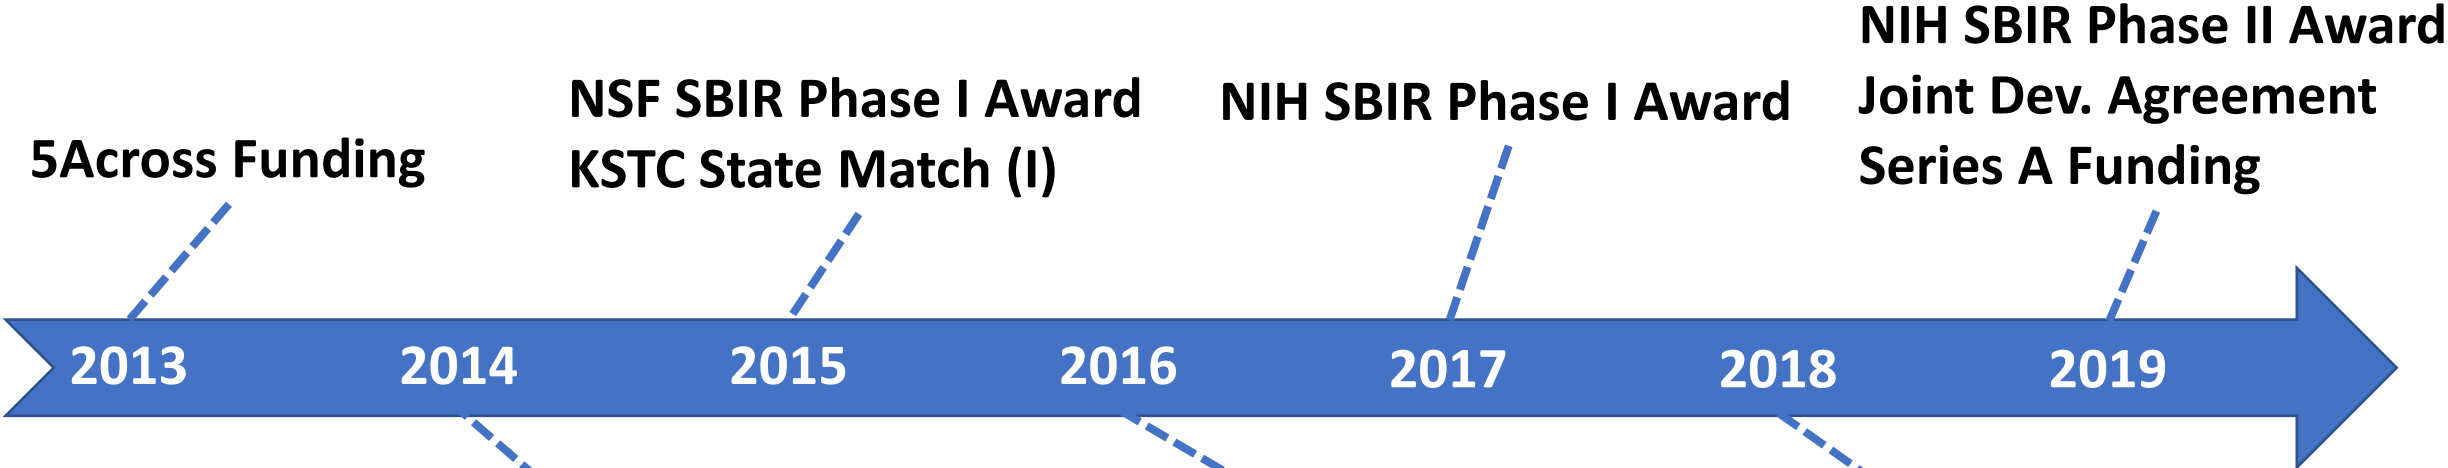 5Across Funding
NSF SBIR Phase I Award
KSTC State Match (I)
NIH SBIR Phase I Award
NIH SBIR Phase II Award
Joint Dev. Agreement
Series A Funding
2013 2014 2015 2016 2017 2018 2019